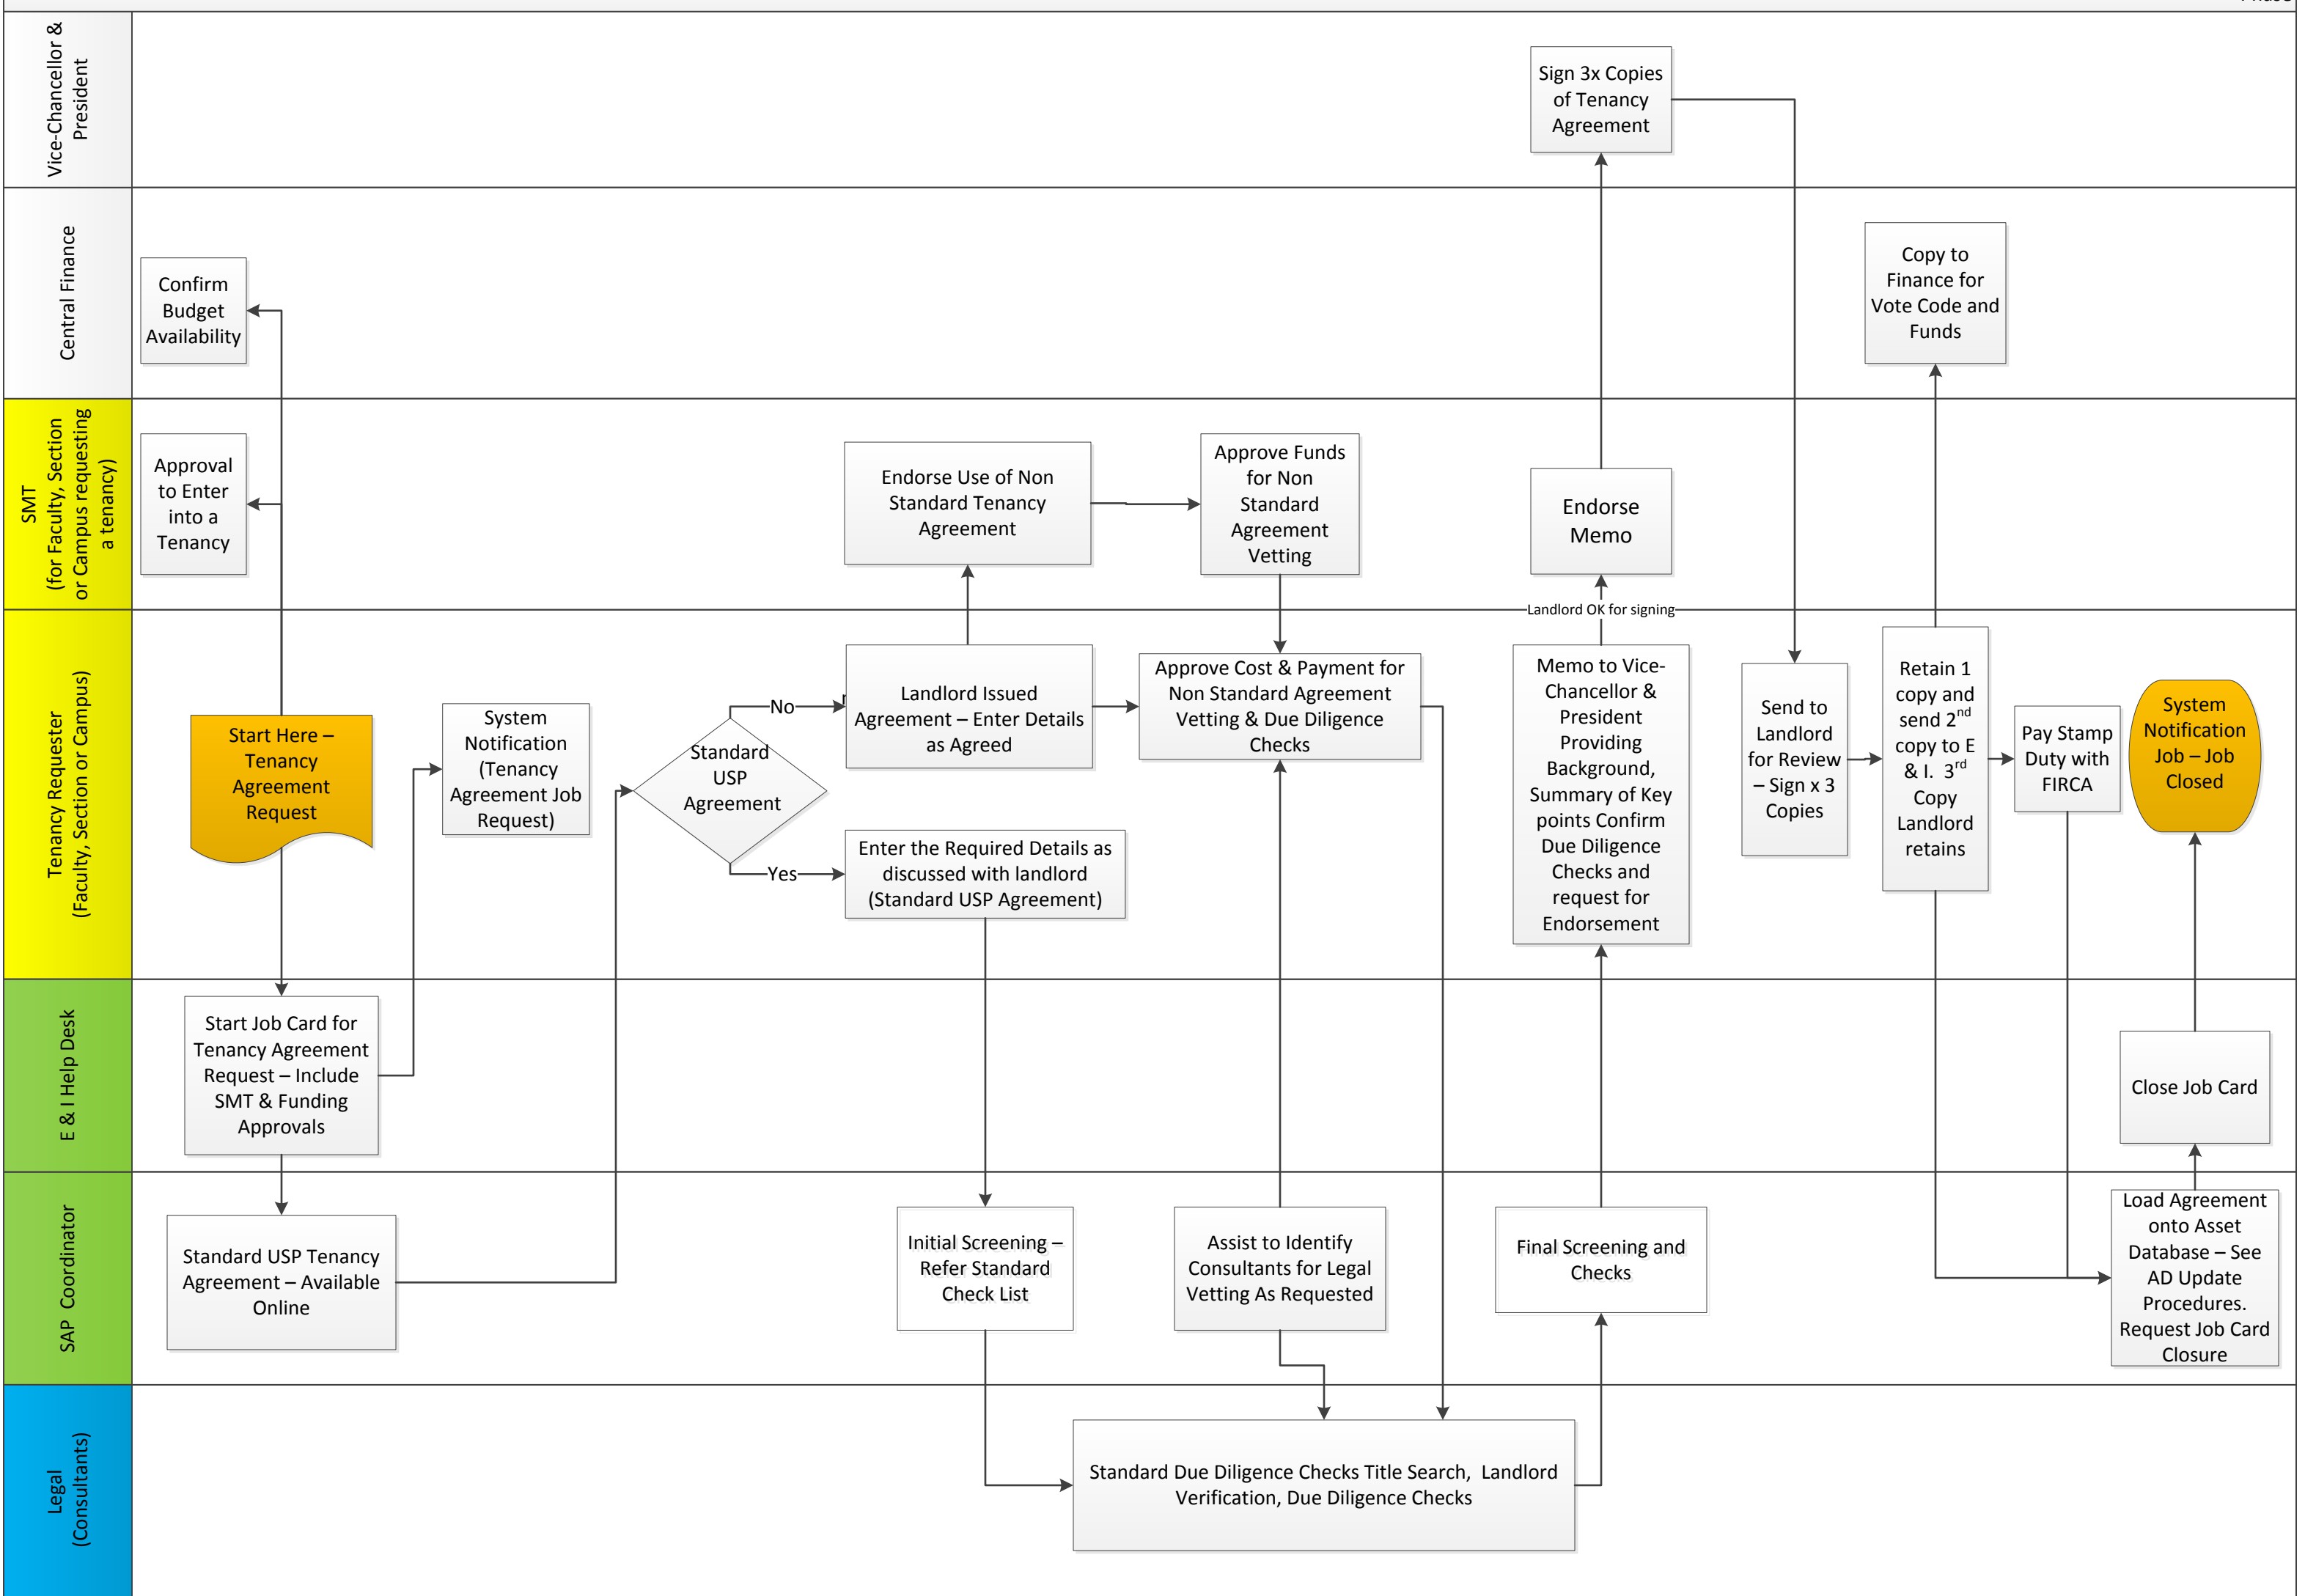 Vice-Chancellor &
President
Sign 3x Copies
of Tenancy
Agreement
Central Finance
Confirm
Budget
Availability
Copy to
Finance for
Vote Code and
Funds
SMT
(for Faculty, Section
or Campus requesting
a tenancy)
Approval
to Enter
into a
Tenancy
Endorse Use of Non
Standard Tenancy
Agreement
Approve Funds
for Non
Standard
Agreement
Vetting
Endorse
Memo
Landlord OK for signing
Tenancy Requester
(Faculty, Section or Campus)
Start Here –
Tenancy
Agreement
Request
System
Notification
(Tenancy
Agreement Job
Request)
Standard
USP
Agreement
No
Yes
Landlord Issued
Agreement – Enter Details
as Agreed
Enter the Required Details as
discussed with landlord
(Standard USP Agreement)
Approve Cost & Payment for
Non Standard Agreement
Vetting & Due Diligence
Checks
Memo to Vice-
Chancellor &
President
Providing
Background,
Summary of Key
points Confirm
Due Diligence
Checks and
request for
Endorsement
Send to
Landlord
for Review
– Sign x 3
Copies
Retain 1
copy and
send 2nd
copy to E
& I. 3rd
Copy
Landlord
retains
Pay Stamp
Duty with
FIRCA
System
Notification
Job – Job
Closed
E & I Help Desk
Start Job Card for
Tenancy Agreement
Request – Include
SMT & Funding
Approvals
Close Job Card
SAP Coordinator
Standard USP Tenancy
Agreement – Available
Online
Initial Screening –
Refer Standard
Check List
Assist to Identify
Consultants for Legal
Vetting As Requested
Final Screening and
Checks
Load Agreement
onto Asset
Database – See
AD Update
Procedures.
Request Job Card
Closure
Legal
(Consultants)
Standard Due Diligence Checks Title Search, Landlord
Verification, Due Diligence Checks